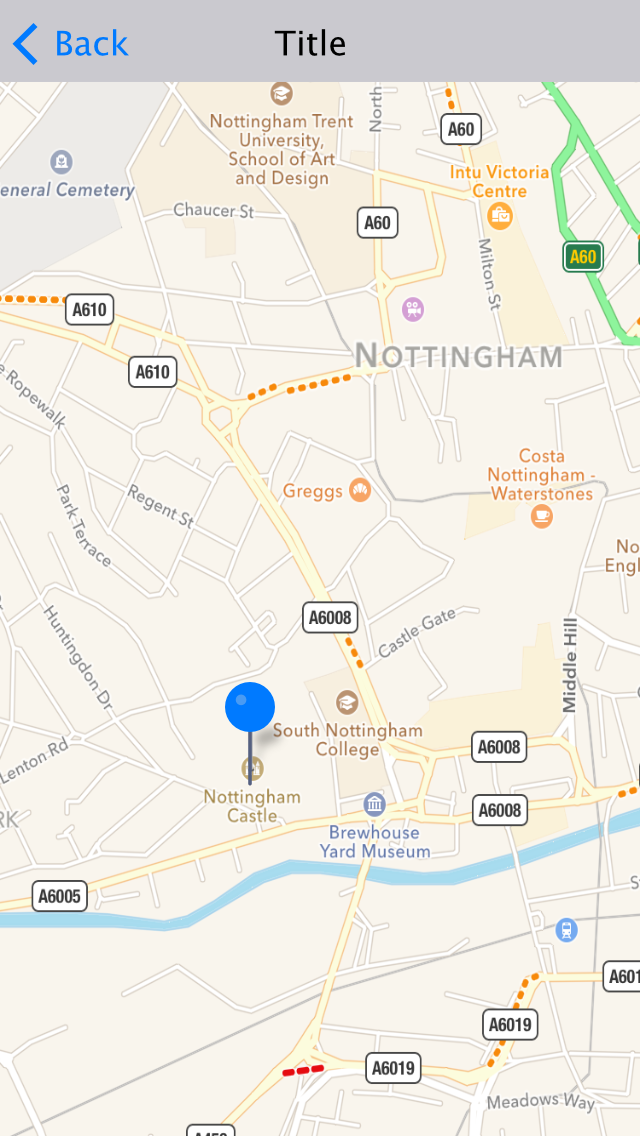 Back
Title
Nottingham Trent
University,
School of Art
and Design
North
A60
Intu Victoria
Centre
eneral Cemetery
Chaucer St
A60
Milton St
A60
A610
NOTTINGHAM
A610
e Ropewalk
Costa
Nottingham -
Waterstones
Greggs
Regent St
Park Terrace
No
Engl
A6008
Castle Gate
Huntingdon Dr
Middle Hill
South Nottingham
College
Lenton Rd
A6008
Nottingham
Castle
A6008
RK
Brewhouse
Yard Museum
A6005
S
A601
A6019
A6019
Meadows Way